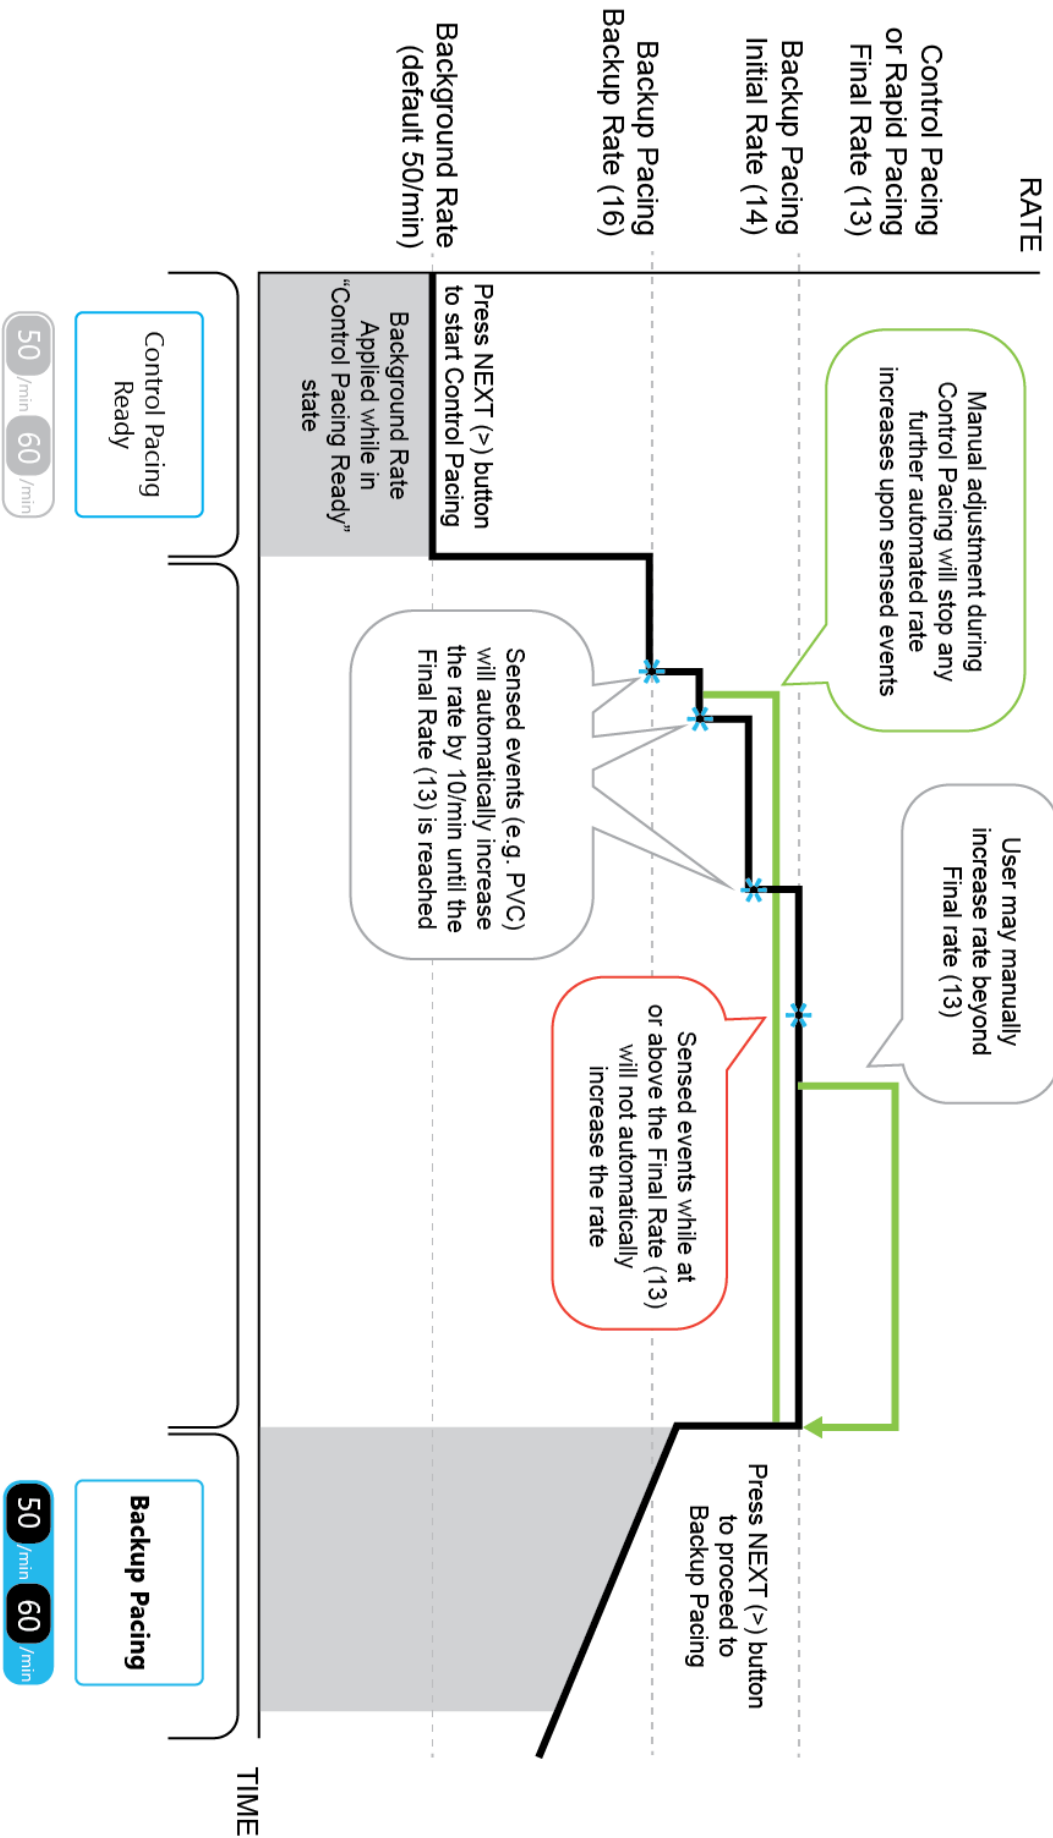 RATE
Control Pacing
or Rapid Pacing
Final Rate (13)
Backup Pacing
Initial Rate (14)
Backup Pacing
Backup Rate (16)
Background Rate
(default 50/min)
Manual adjustment during
Control Pacing will stop any
further automated rate
increases upon sensed events
User may manually
increase rate beyond
Final rate (13)
Press NEXT (>) button
to start Control Pacing
Background Rate
Applied while in
"Control Pacing Ready"
state
Sensed events (e.g. PVC)
will automatically increase
the rate by 10/min until the
Final Rate (13) is reached
Sensed events while at
or above the Final Rate (13)
will not automatically
increase the rate
Press NEXT (>) button
to proceed to
Backup Pacing
TIME
Control Pacing
Ready
Backup Pacing
50 /min 60 /min
50 /min 60 /min